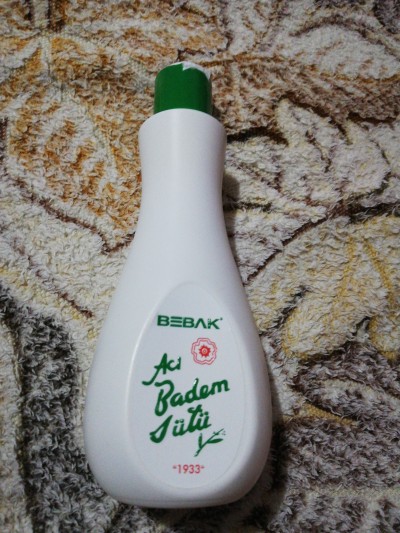 BEBAK
Acı
Badem
Sütü
"1933"